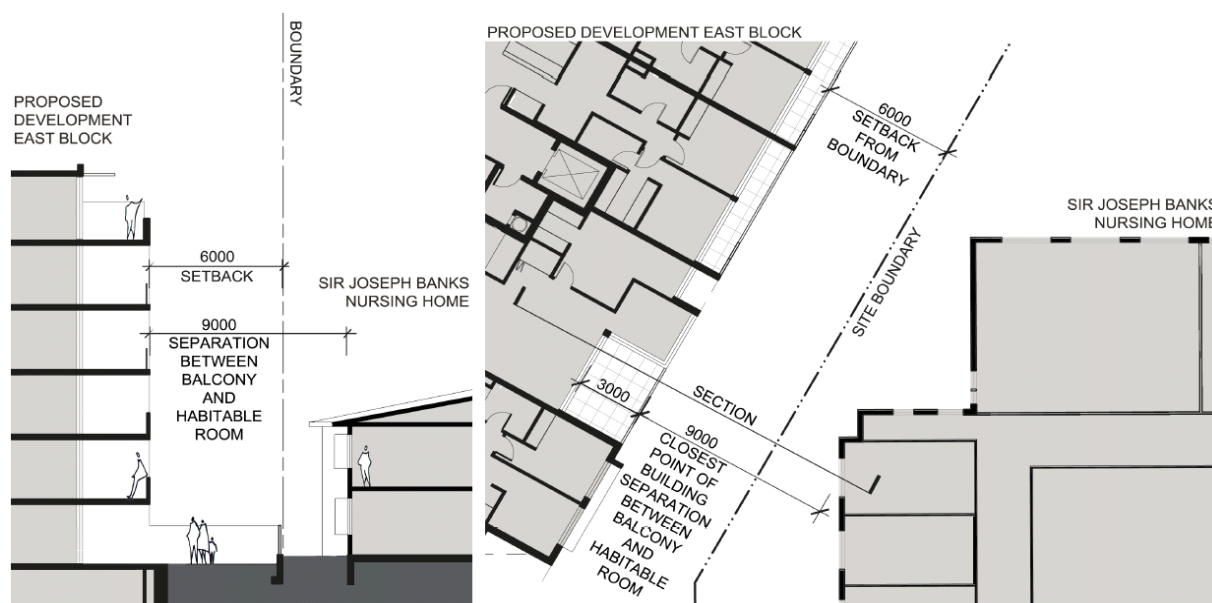 BOUNDARY
PROPOSED
DEVELOPMENT
EAST BLOCK
6000
SETBACK
SIR JOSEPH BANKS
NURSING HOME
9000
SEPARATION
BETWEEN
BALCONY
AND
HABITABLE
ROOM
PROPOSED DEVELOPMENT EAST BLOCK
6000
SETBACK
FROM
BOUNDARY
SITE BOUNDARY
SIR JOSEPH BANKS
NURSING HOME
3000
SECTION
9000
CLOSEST
POINT OF
BUILDING
SEPARATION
BETWEEN
BALCONY
AND
HABITABLE
ROOM